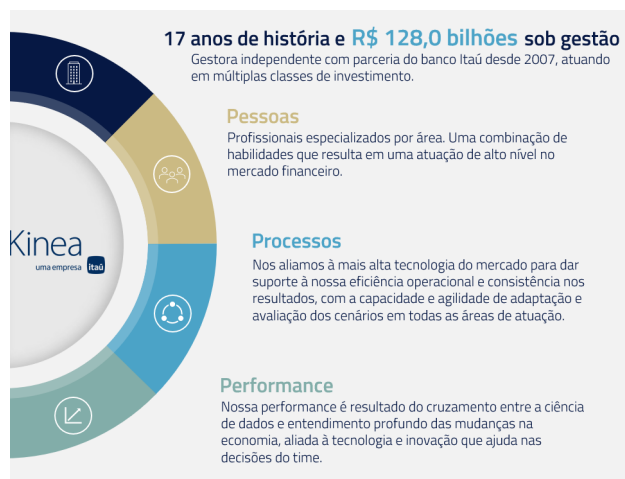 17 anos de história e R$ 128,0 bilhões sob gestão
Gestora independente com parceria do banco Itaú desde 2007, atuando
em múltiplas classes de investimento.
Pessoas
Profissionais especializados por área. Uma combinação de
habilidades que resulta em uma atuação de alto nível no
mercado financeiro.
Kinea
uma empresa itaú
Processos
Nos aliamos à mais alta tecnologia do mercado para dar
suporte à nossa eficiência operacional e consistência nos
resultados, com a capacidade e agilidade de adaptação e
avaliação dos cenários em todas as áreas de atuação.
Performance
Nossa performance é resultado do cruzamento entre a ciência
de dados e entendimento profundo das mudanças na
economia, aliada à tecnologia e inovação que ajuda nas
decisões do time.